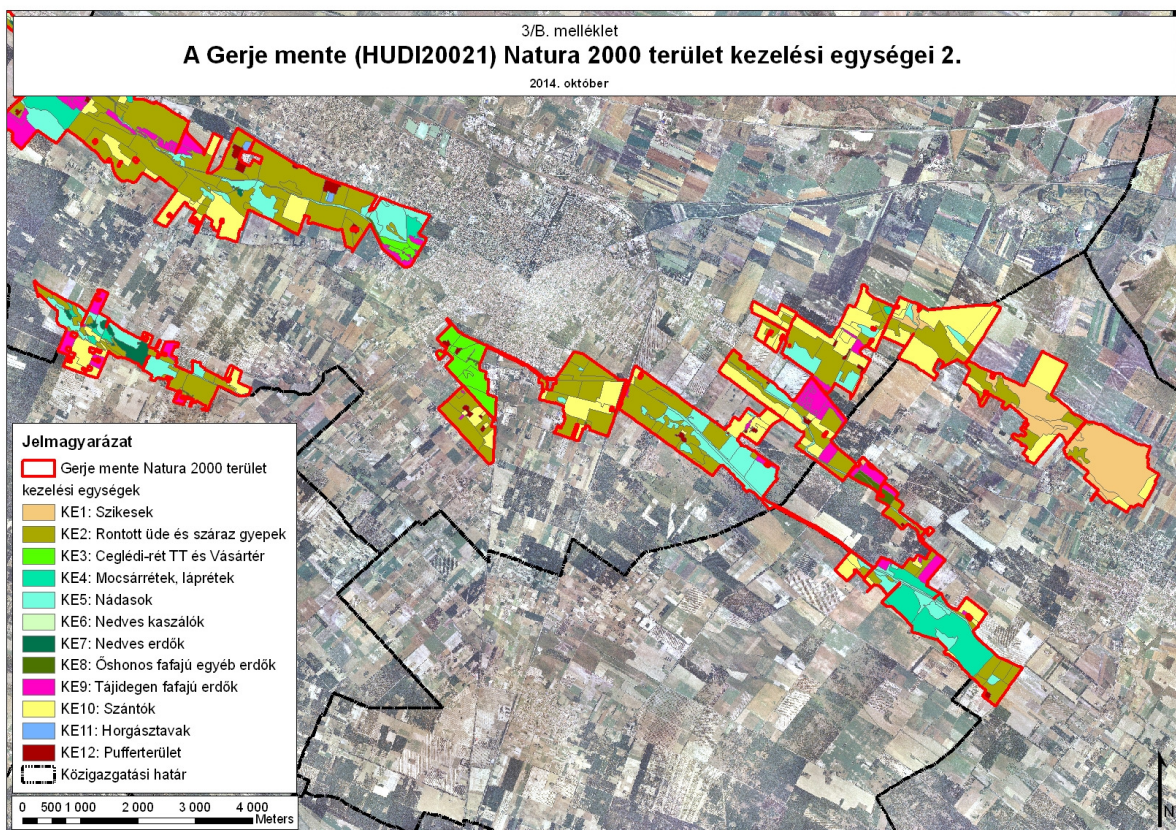 3/B. melléklet
A Gerje mente (HUDI20021) Natura 2000 terület kezelési egységei 2.
2014. október
Jelmagyarázat
Gerje mente Natura 2000 terület
kezelési egységek
KE1: Szikesek
KE2: Rontott üde és száraz gyepek
KE3: Ceglédi-rét TT és Vásártér
KE4: Mocsárrétek, láprétek
KE5: Nádasok
KE6: Nedves kaszálók
KE7: Nedves erdők
KE8: Őshonos fafajú egyéb erdők
KE9: Tájidegen fafajú erdők
KE10: Szántók
KE11: Horgásztavak
KE12: Pufferterület
Közigazgatási határ
0 500 1 000 2 000 3 000 4 000
Meters
N